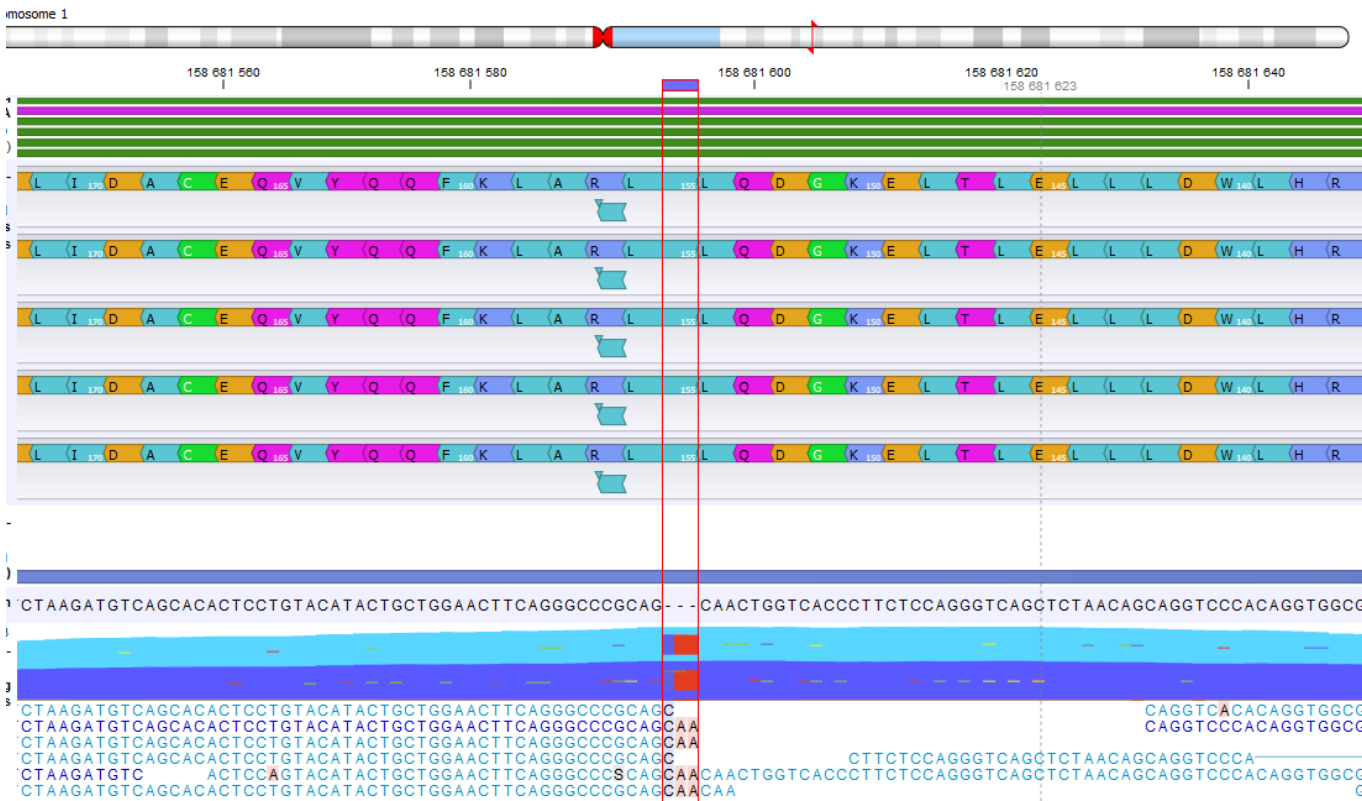 omosome 1
158 681 560 158 681 580 158 681 600 158 681 620 158 681 640
158 681 623
L I 170 D A C E Q 165 V Y Q Q F 160 K L A R L 155 L Q D G K 150 E L T L E 145 L L L D W 140 L H R
L I 170 D A C E Q 165 V Y Q Q F 160 K L A R L 155 L Q D G K 150 E L T L E 145 L L L D W 140 L H R
L I 170 D A C E Q 165 V Y Q Q F 160 K L A R L 155 L Q D G K 150 E L T L E 145 L L L D W 140 L H R
L I 170 D A C E Q 165 V Y Q Q F 160 K L A R L 155 L Q D G K 150 E L T L E 145 L L L D W 140 L H R
L I 170 D A C E Q 165 V Y Q Q F 160 K L A R L 155 L Q D G K 150 E L T L E 145 L L L D W 140 L H R
CTAAGATGTCAGCACACTCCTGTACATACTGCTGGAACTTCAGGGCCCGCAG---CAACTGGTCACCCTTCTCCAGGGTCAGCTCTAACAGCAGGTCCCACAGGTGGCG
CTAAGATGTCAGCACACTCCTGTACATACTGCTGGAACTTCAGGGCCCGCAGC CAGGTCACACAGGTGGCG
CTAAGATGTCAGCACACTCCTGTACATACTGCTGGAACTTCAGGGCCCGCAGCAA CAGGTCCCACAGGTGGCG
CTAAGATGTCAGCACACTCCTGTACATACTGCTGGAACTTCAGGGCCCGCAGCAA
CTAAGATGTCAGCACACTCCTGTACATACTGCTGGAACTTCAGGGCCCGCAGC CTTCTCCAGGGTCAGCTCTAACAGCAGGTCCCA
CTAAGATGTC ACTCCAGTACATACTGCTGGAACTTCAGGGCCSGCAGCAACAACTGGTCACCCTTCTCCAGGGTCAGCTCTAACAGCAGGTCCCACAGGTGGCG
CTAAGATGTCAGCACACTCCTGTACATACTGCTGGAACTTCAGGGCCCGCAGCAACAA G